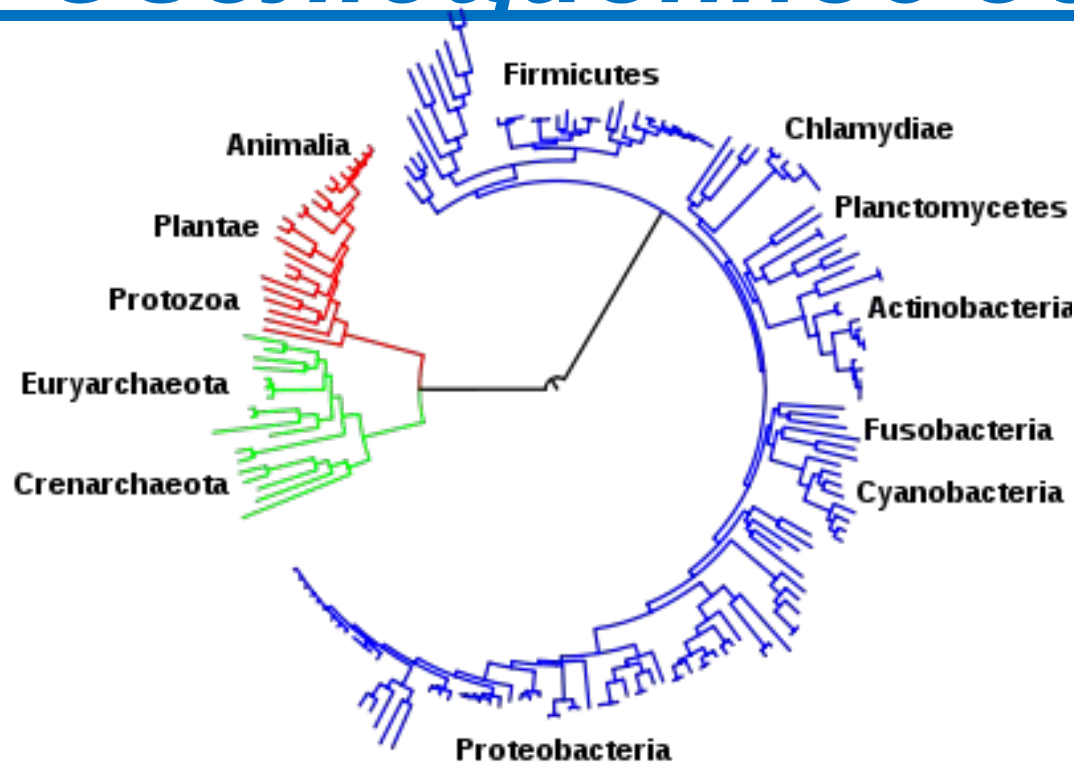 Firmicutes
Chlamydiae
Animalia
Planctomycetes
Plantae
Protozoa
Actinobacteria
Euryarchaeota
Fusobacteria
Crenarchaeota
Cyanobacteria
Proteobacteria